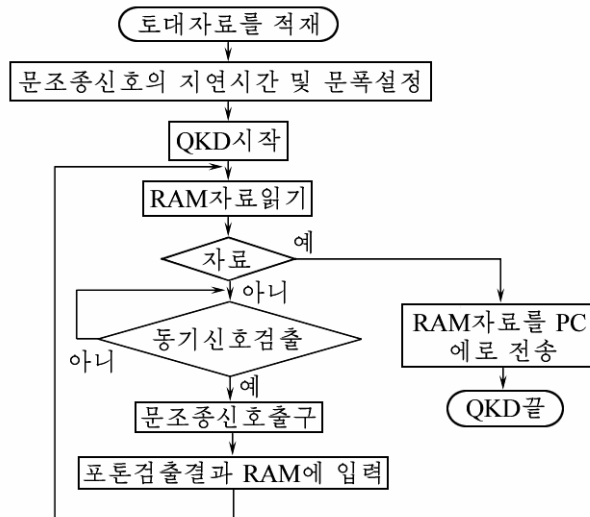 토대자료를 적재
문조종신호의 지연시간 및 문폭설정
QKD시작
RAM자료읽기
자료
예
아니
동기신호검출
아니
예
문조종신호출구
포톤검출결과 RAM에 입력
RAM자료를 PC
에로 전송
QKD끝